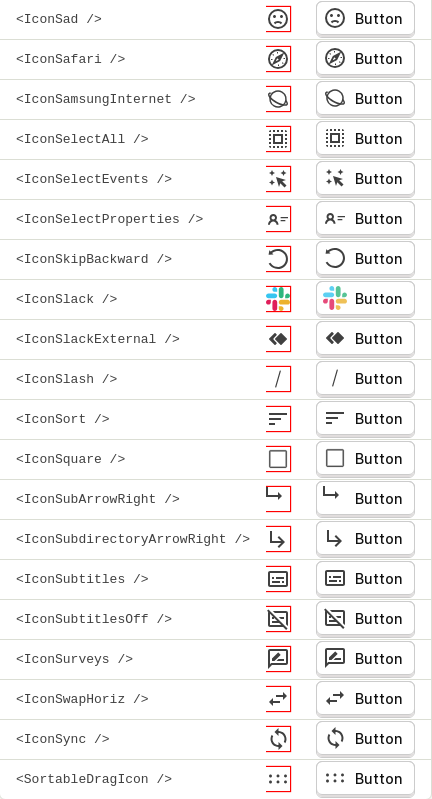 <IconSad /> Button
<IconSafari /> Button
<IconSamsungInternet /> Button
<IconSelectAll /> Button
<IconSelectEvents /> Button
<IconSelectProperties /> Button
<IconSkipBackward /> Button
<IconSlack /> Button
<IconSlackExternal /> Button
<IconSlash /> Button
<IconSort /> Button
<IconSquare /> Button
<IconSubArrowRight /> Button
<IconSubdirectoryArrowRight /> Button
<IconSubtitles /> Button
<IconSubtitlesOff /> Button
<IconSurveys /> Button
<IconSwapHoriz /> Button
<IconSync /> Button
<SortableDragIcon /> Button